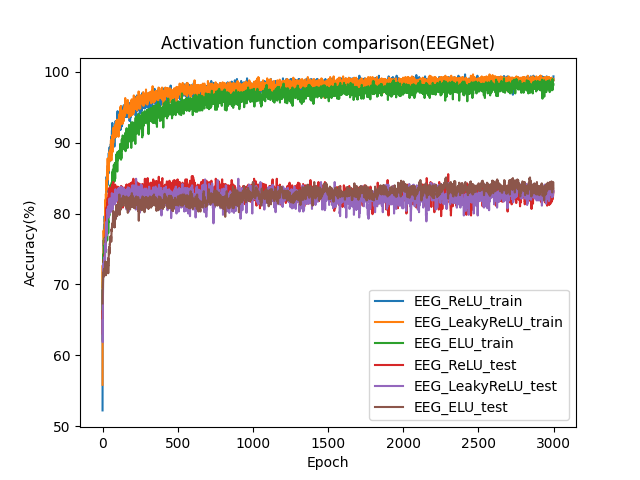 Activation function comparison(EEGNet)
Accuracy(%)
100
90
80
70
60
50
0
500
1000
1500
2000
2500
3000
Epoch
EEG_ReLU_train
EEG_LeakyReLU_train
EEG_ELU_train
EEG_ReLU_test
EEG_LeakyReLU_test
EEG_ELU_test